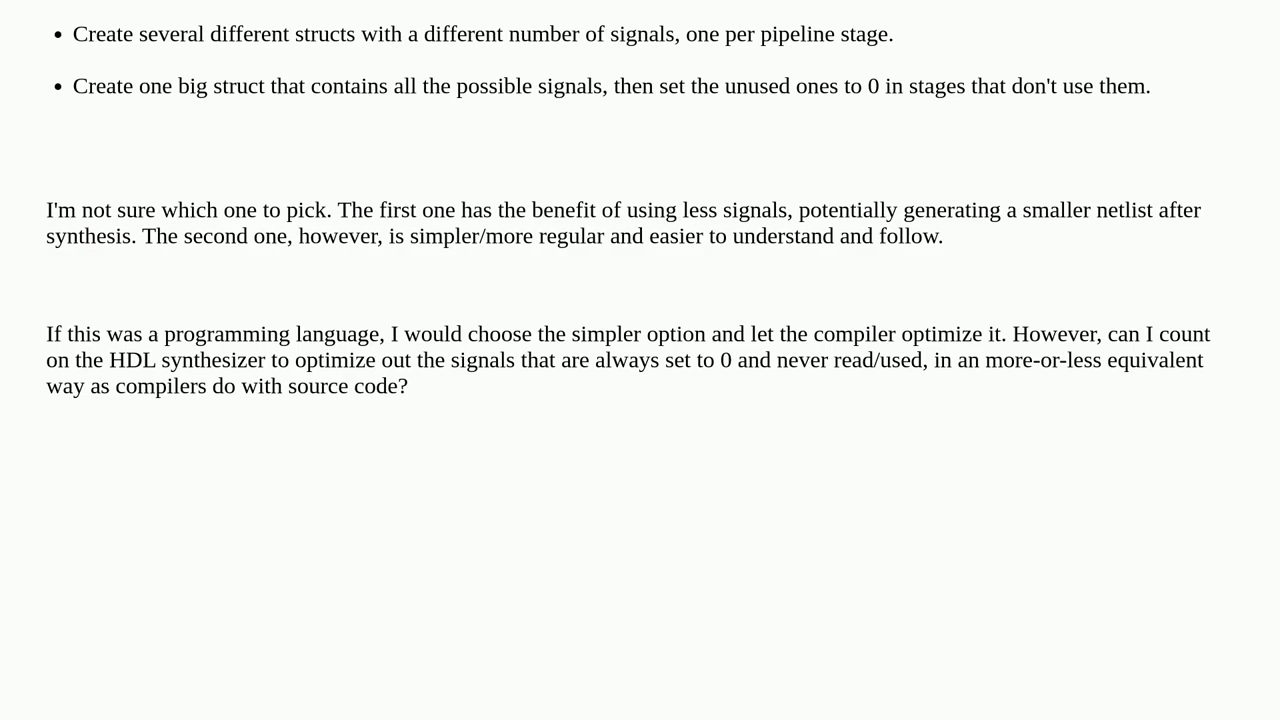 • Create several different structs with a different number of signals, one per pipeline stage.
• Create one big struct that contains all the possible signals, then set the unused ones to 0 in stages that don't use them.
I'm not sure which one to pick. The first one has the benefit of using less signals, potentially generating a smaller netlist after
synthesis. The second one, however, is simpler/more regular and easier to understand and follow.
If this was a programming language, I would choose the simpler option and let the compiler optimize it. However, can I count
on the HDL synthesizer to optimize out the signals that are always set to 0 and never read/used, in an more-or-less equivalent
way as compilers do with source code?